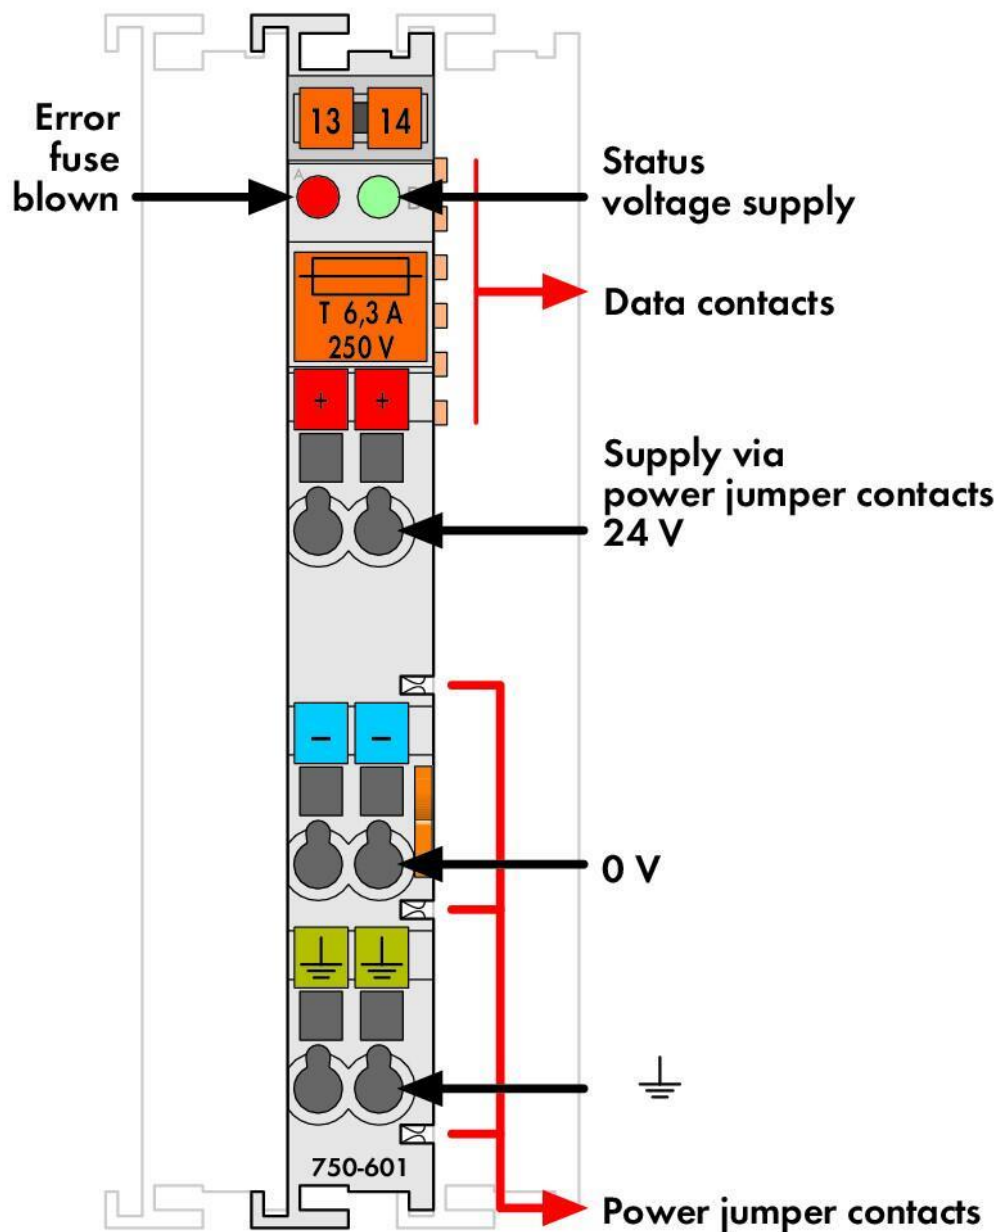 13 14
Error
fuse
blown
A
Status
voltage supply
T 6,3 A
250 V
Data contacts
+ +
Supply via
power jumper contacts
24 V
– –
0 V
750-601
Power jumper contacts